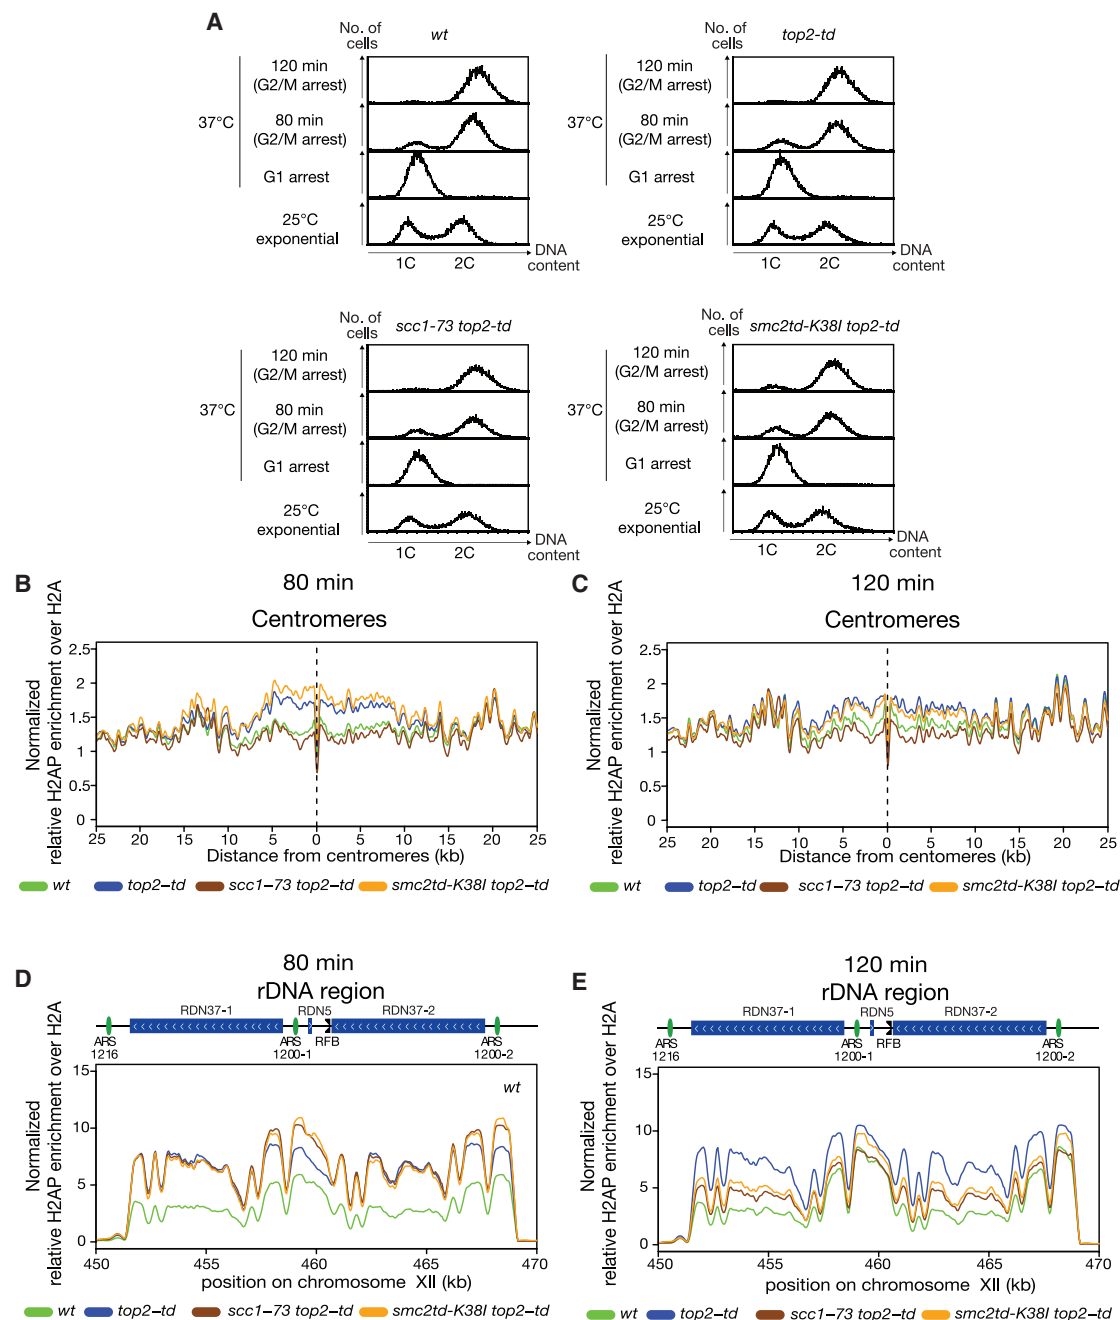 A
No. of cells
wt
120 min (G2/M arrest)
80 min (G2/M arrest)
37°C
G1 arrest
25°C exponential
1C 2C
DNA content
No. of cells
top2-td
120 min (G2/M arrest)
80 min (G2/M arrest)
37°C
G1 arrest
25°C exponential
1C 2C
DNA content
No. of cells
scc1-73 top2-td
120 min (G2/M arrest)
80 min (G2/M arrest)
37°C
G1 arrest
25°C exponential
1C 2C
DNA content
No. of cells
smc2td-K38I top2-td
120 min (G2/M arrest)
80 min (G2/M arrest)
37°C
G1 arrest
25°C exponential
1C 2C
DNA content
B
80 min
Centromeres
Normalized
relative H2AP enrichment over H2A
2.5
2
1.5
1
0.5
0
25 20 15 10 5 0 5 10 15 20 25
Distance from centromeres (kb)
wt top2-td scc1-73 top2-td smc2td-K38I top2-td
C
120 min
Centromeres
Normalized
relative H2AP enrichment over H2A
2.5
2
1.5
1
0.5
0
25 20 15 10 5 0 5 10 15 20 25
Distance from centromeres (kb)
wt top2-td scc1-73 top2-td smc2td-K38I top2-td
D
80 min
rDNA region
RDN37-1 RDN5 RDN37-2
ARS 1216 ARS 1200-1 RFB ARS 1200-2
wt
Normalized
relative H2AP enrichment over H2A
15
10
5
0
450 455 460 465 470
position on chromosome XII (kb)
wt top2-td scc1-73 top2-td smc2td-K38I top2-td
E
120 min
rDNA region
RDN37-1 RDN5 RDN37-2
ARS 1216 ARS 1200-1 RFB ARS 1200-2
Normalized
relative H2AP enrichment over H2A
15
10
5
0
450 455 460 465 470
position on chromosome XII (kb)
wt top2-td scc1-73 top2-td smc2td-K38I top2-td